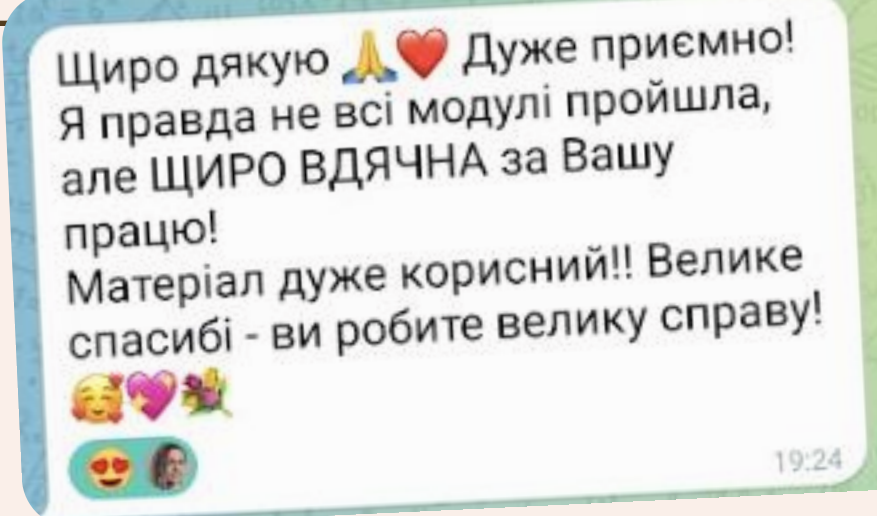 Щиро дякую 🙏❤️ Дуже приємно!
Я правда не всі модулі пройшла,
але ЩИРО ВДЯЧНА за Вашу
працю!
Матеріал дуже корисний!! Велике
спасибі - ви робите велику справу!
🥰💖💐
😍
19:24